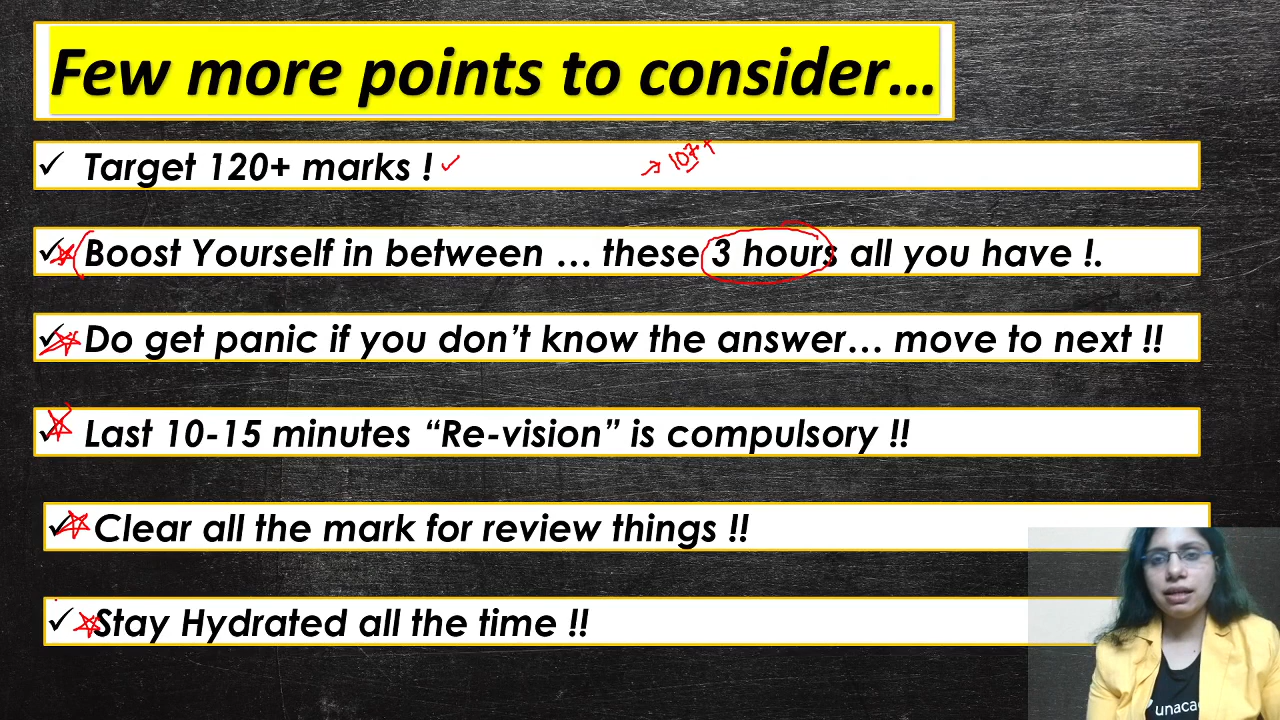 Few more points to consider...
Target 120+ marks !
→ 107+
Boost Yourself in between ... these 3 hours all you have !.
Do get panic if you don't know the answer... move to next !!
Last 10-15 minutes “Re-vision” is compulsory !!
Clear all the mark for review things !!
Stay Hydrated all the time !!
unaca